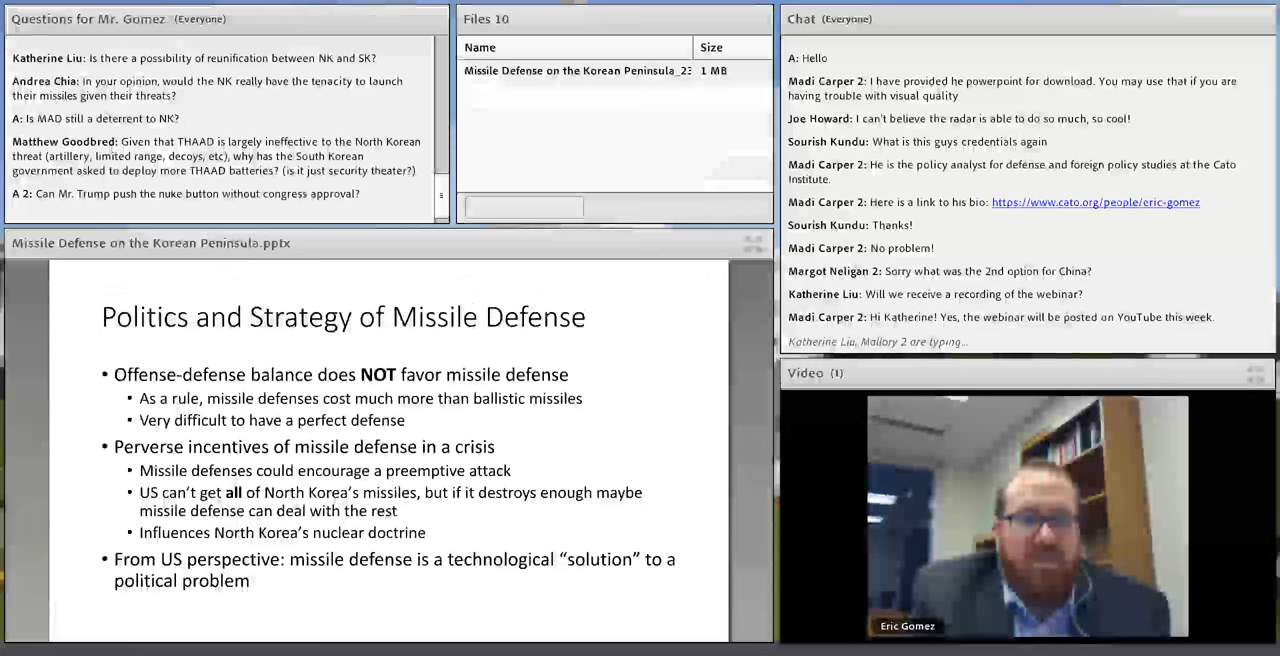 Questions for Mr. Gomez (Everyone)
Katherine Liu: Is there a possibility of reunification between NK and SK?
Andrea Chia: In your opinion, would the NK really have the tenacity to launch
their missiles given their threats?
A: Is MAD still a deterrent to NK?
Matthew Goodbred: Given that THAAD is largely ineffective to the North Korean
threat (artillery, limited range, decoys, etc), why has the South Korean
government asked to deploy more THAAD batteries? (is it just security theater?)
A 2: Can Mr. Trump push the nuke button without congress approval?
Files 10
Name Size
Missile Defense on the Korean Peninsula_23 1 MB
Missile Defense on the Korean Peninsula.pptx
Politics and Strategy of Missile Defense
• Offense-defense balance does NOT favor missile defense
• As a rule, missile defenses cost much more than ballistic missiles
• Very difficult to have a perfect defense
• Perverse incentives of missile defense in a crisis
• Missile defenses could encourage a preemptive attack
• US can't get all of North Korea's missiles, but if it destroys enough maybe
missile defense can deal with the rest
• Influences North Korea's nuclear doctrine
• From US perspective: missile defense is a technological "solution" to a
political problem
Chat (Everyone)
A: Hello
Madi Carper 2: I have provided he powerpoint for download. You may use that if you are
having trouble with visual quality
Joe Howard: I can't believe the radar is able to do so much, so cool!
Sourish Kundu: What is this guys credentials again
Madi Carper 2: He is the policy analyst for defense and foreign policy studies at the Cato
Institute.
Madi Carper 2: Here is a link to his bio: https://www.cato.org/people/eric-gomez
Sourish Kundu: Thanks!
Madi Carper 2: No problem!
Margot Neligan 2: Sorry what was the 2nd option for China?
Katherine Liu: Will we receive a recording of the webinar?
Madi Carper 2: Hi Katherine! Yes, the webinar will be posted on YouTube this week.
Katherine Liu, Mallory 2 are typing...
Video (1)
Eric Gomez